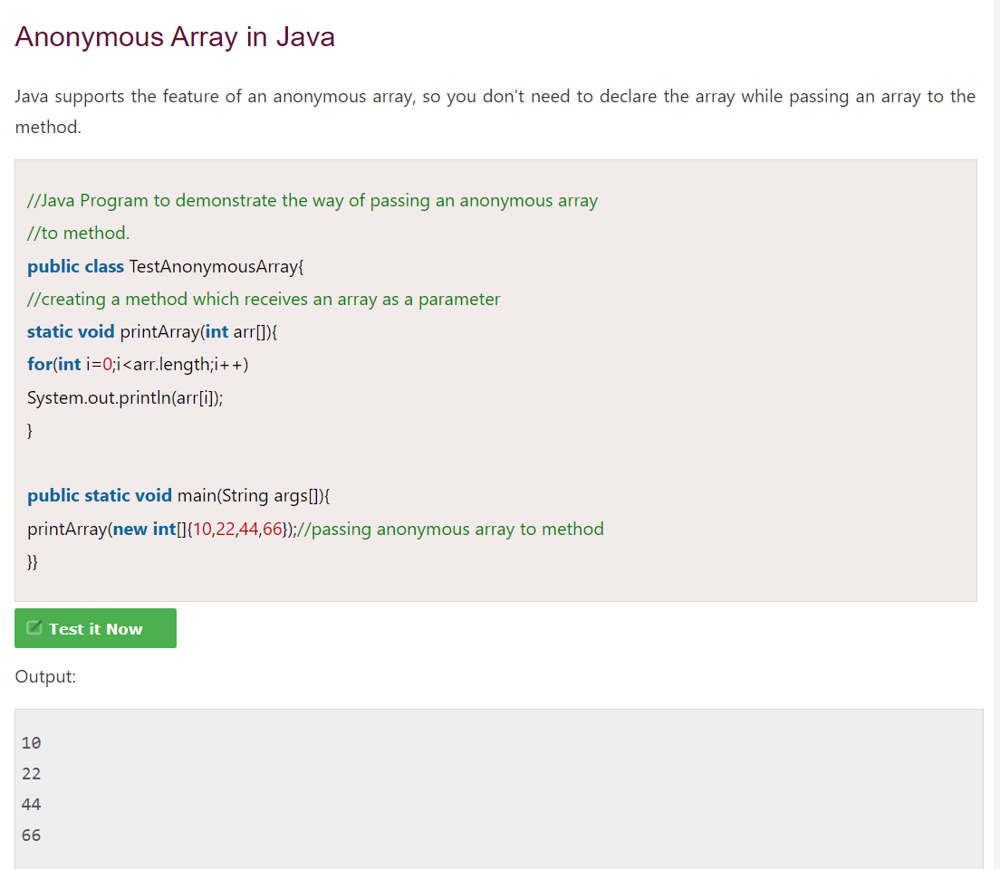 Anonymous Array in Java
Java supports the feature of an anonymous array, so you don't need to declare the array while passing an array to the
method.
//Java Program to demonstrate the way of passing an anonymous array
//to method.
public class TestAnonymousArray{
//creating a method which receives an array as a parameter
static void printArray(int arr[]){
for(int i=0;i<arr.length;i++)
System.out.println(arr[i]);
}
public static void main(String args[]){
printArray(new int[]{10,22,44,66});//passing anonymous array to method
}}
Test it Now
Output:
10
22
44
66